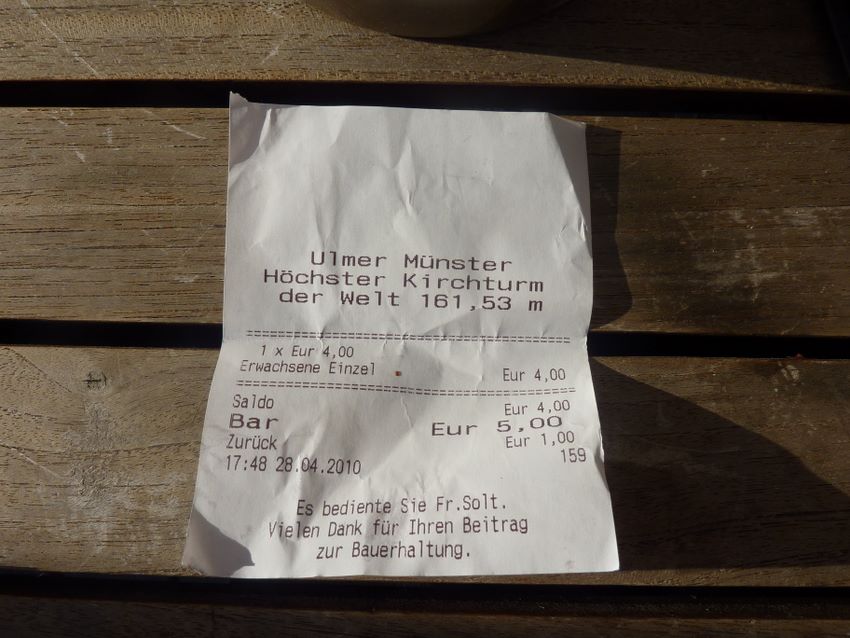 Ulmer Münster
Höchster Kirchturm
der Welt 161,53 m
================================================
1 x Eur 4,00
Erwachsene Einzel Eur 4,00
================================================
Saldo Eur 4,00
Bar Eur 5,00
Zurück Eur 1,00
17:48 28.04.2010 159
Es bediente Sie Fr.Solt.
Vielen Dank für Ihren Beitrag
zur Bauerhaltung.